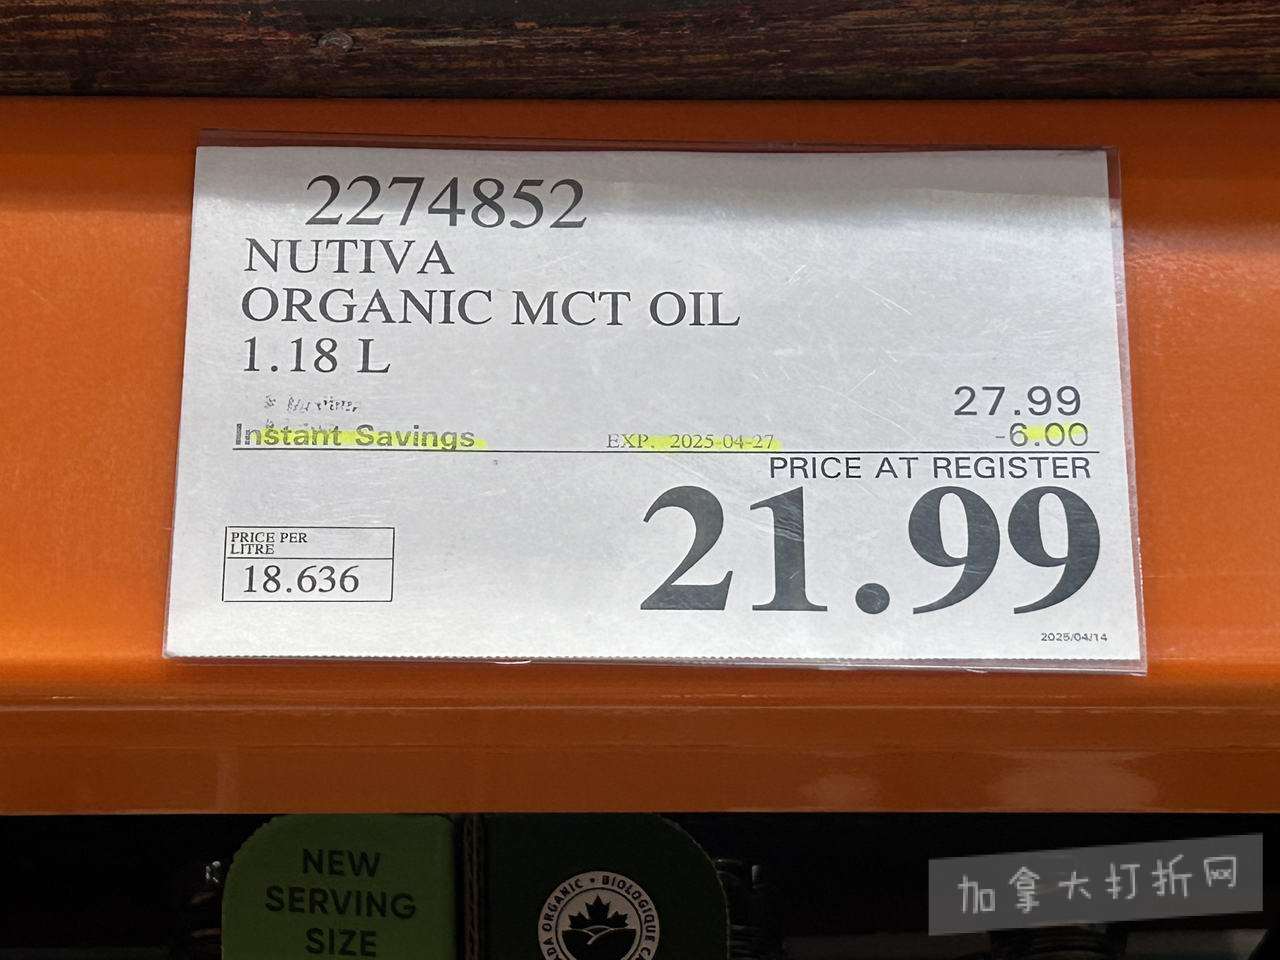 2274852
NUTIVA
ORGANIC MCT OIL
1.18 L
27.99
Instant Savings EXP. 2025-04-27 -6.00
PRICE AT REGISTER
21.99
PRICE PER
LITRE
18.636
2025/04/14
NEW
SERVING
SIZE
ORGANIC • BIOLOGIQUE
加拿大打折网